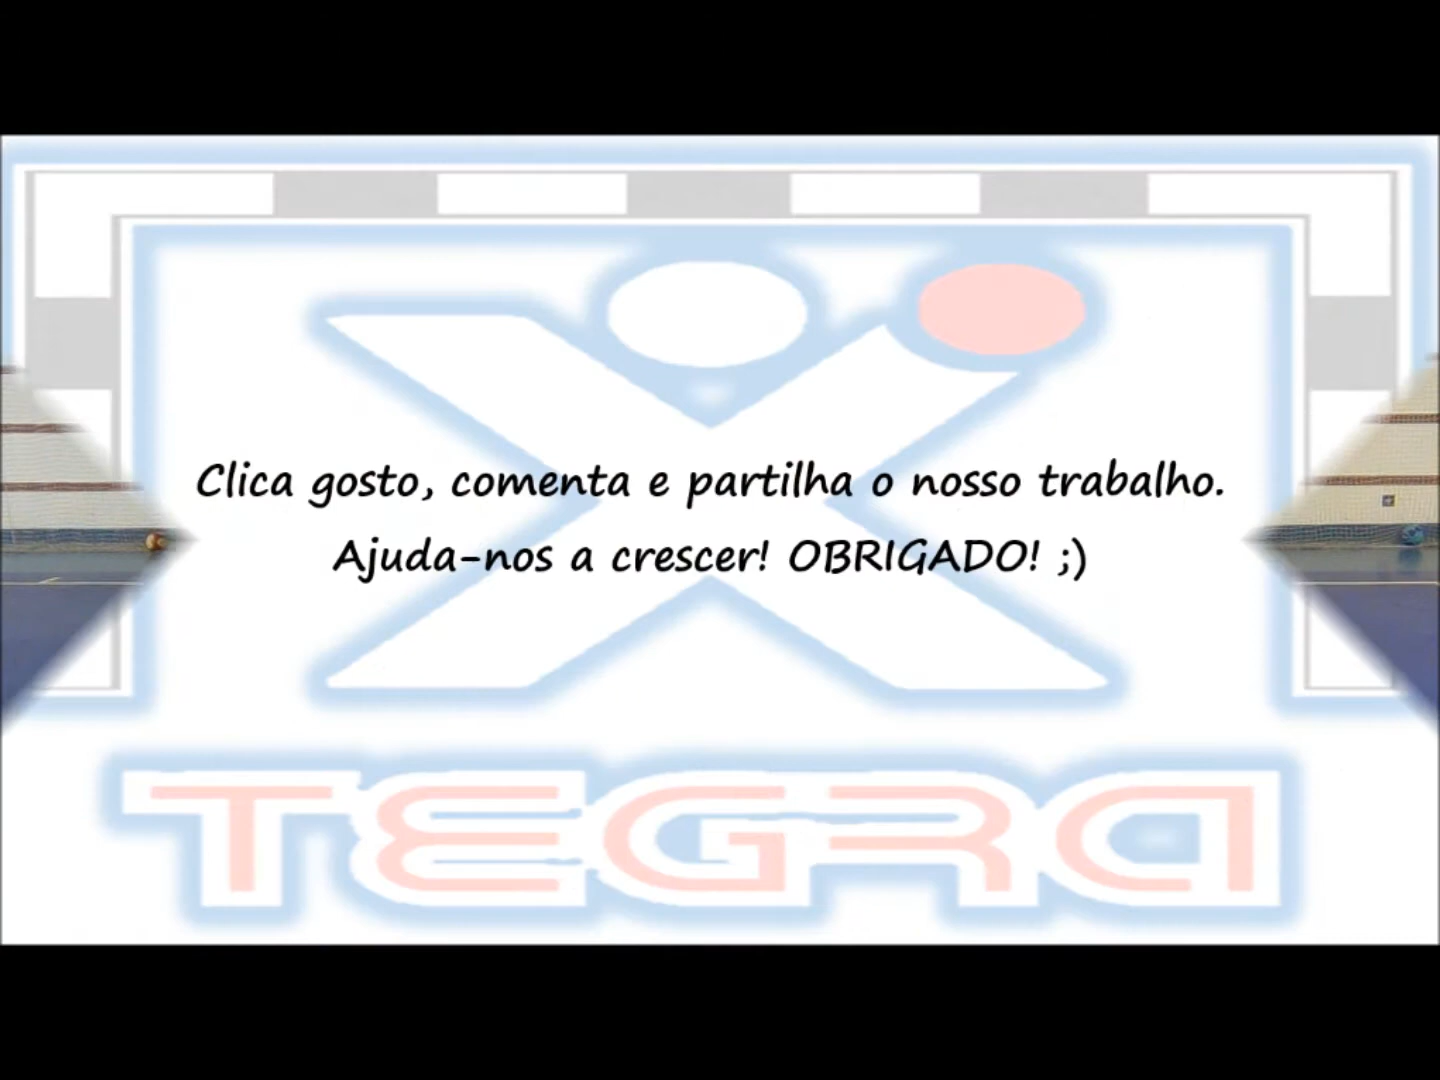 Clica gosto, comenta e partilha o nosso trabalho.
Ajuda-nos a crescer! OBRIGADO! ;)
TEGRA